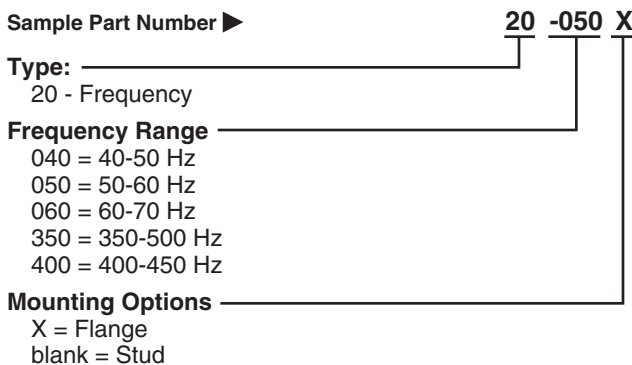 Sample Part Number ▶ 20 -050 X
Type:
20 - Frequency
Frequency Range
040 = 40-50 Hz
050 = 50-60 Hz
060 = 60-70 Hz
350 = 350-500 Hz
400 = 400-450 Hz
Mounting Options
X = Flange
blank = Stud